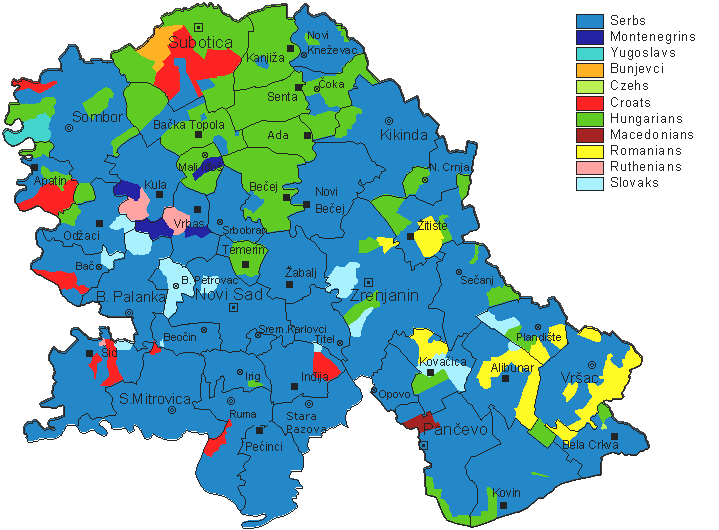 Serbs
Montenegrins
Yugoslavs
Bunjevci
Czehs
Croats
Hungarians
Macedonians
Romanians
Ruthenians
Slovaks
Subotica
Novi
Kneževac
Kanjiža
Senta
Čoka
Sombor
Bačka Topola
Ada
Kikinda
Mali Iđoš
N. Crnja
Apatin
Kula
Bečej
Novi
Bečej
Vrbas
Srbobran
Žitište
Odžaci
Temerin
Bač
B. Petrovac
Žabalj
Sečanj
B. Palanka
Novi Sad
Zrenjanin
Beočin
Srem.Karlovci
Titel
Plandište
Šid
Kovačica
Alibunar
Vršac
Irig
Inđija
Opovo
S.Mitrovica
Ruma
Stara
Pazova
Pančevo
Pećinci
Bela Crkva
Kovin